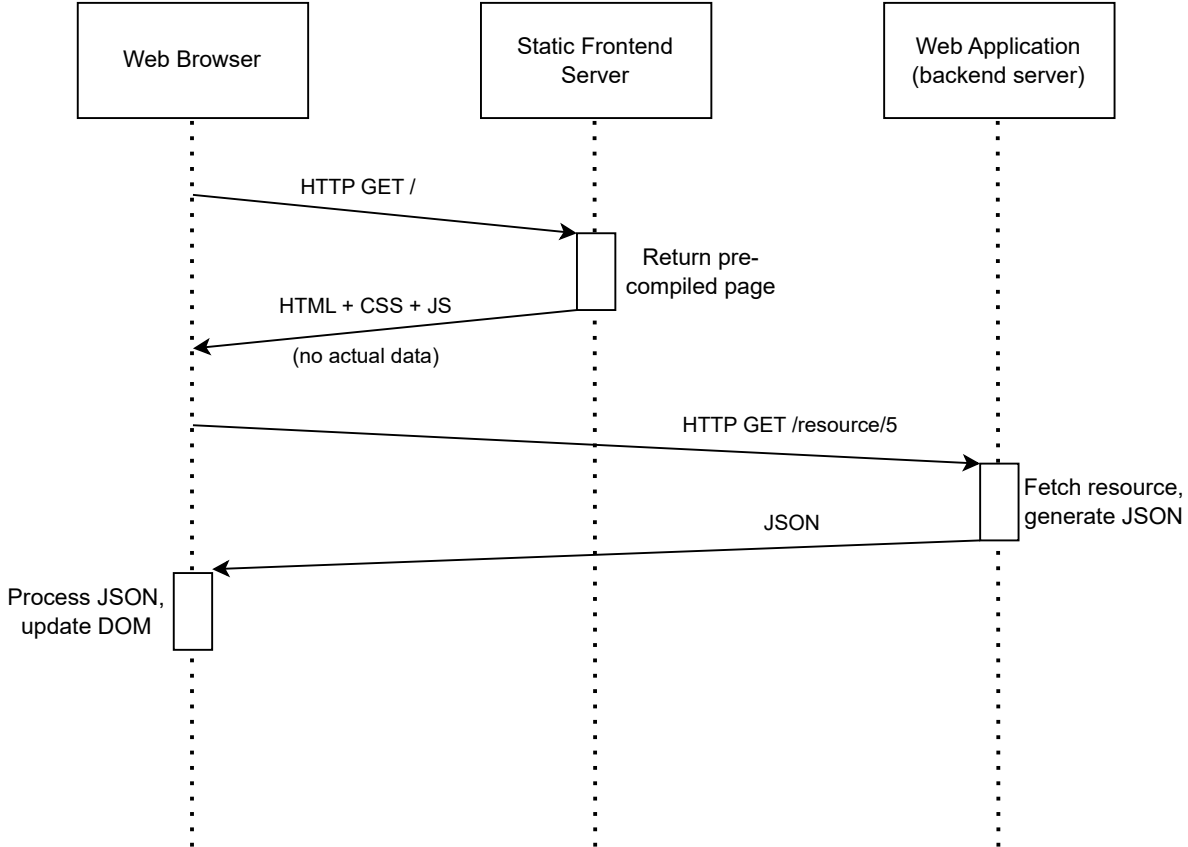 Web Browser
Static Frontend
Server
Web Application
(backend server)
HTTP GET /
Return pre-
compiled page
HTML + CSS + JS
(no actual data)
HTTP GET /resource/5
Fetch resource,
generate JSON
JSON
Process JSON,
update DOM